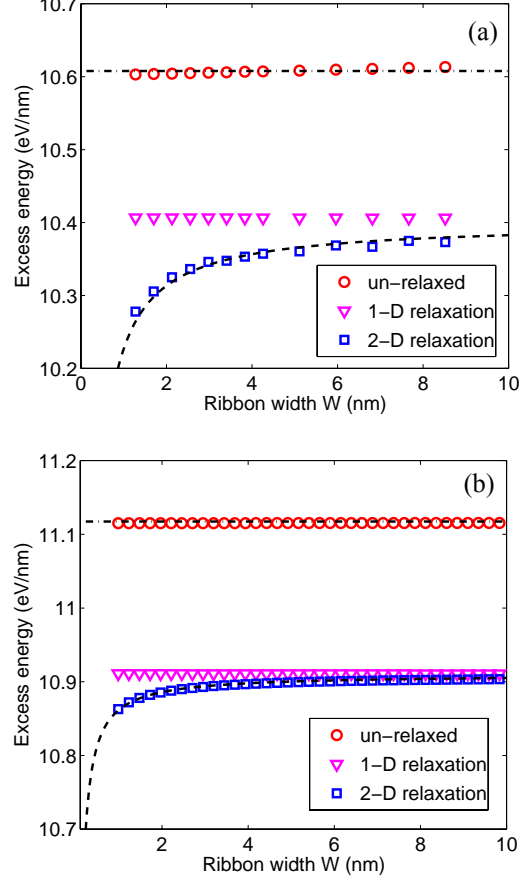 10.7
(a)
10.6
10.5
10.4
10.3
10.2
Excess energy (eV/nm)
un-relaxed
1-D relaxation
2-D relaxation
0 2 4 6 8 10
Ribbon width W (nm)
11.2
(b)
11.1
11
10.9
10.8
10.7
Excess energy (eV/nm)
un-relaxed
1-D relaxation
2-D relaxation
2 4 6 8 10
Ribbon width W (nm)